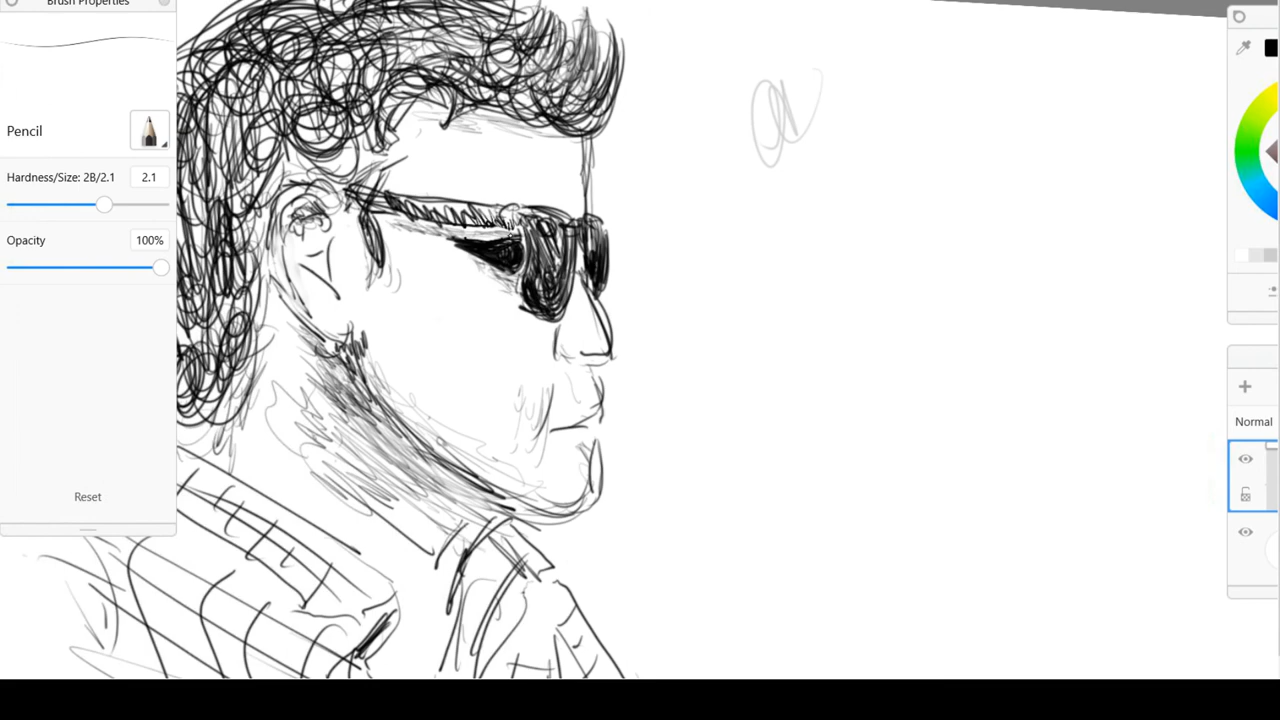 Brush Properties
Pencil
Hardness/Size: 2B/2.1 2.1
Opacity 100%
Reset
Normal